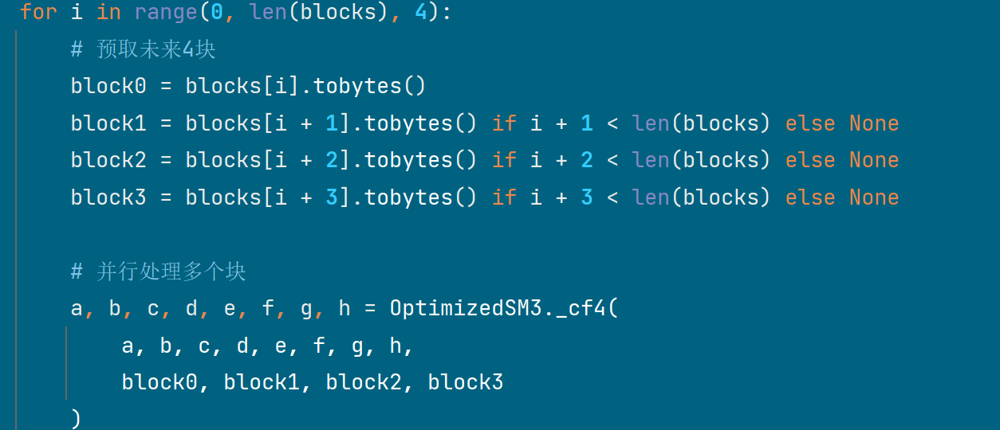 for i in range(0, len(blocks), 4):
# 预取未来4块
block0 = blocks[i].tobytes()
block1 = blocks[i + 1].tobytes() if i + 1 < len(blocks) else None
block2 = blocks[i + 2].tobytes() if i + 2 < len(blocks) else None
block3 = blocks[i + 3].tobytes() if i + 3 < len(blocks) else None
# 并行处理多个块
a, b, c, d, e, f, g, h = OptimizedSM3._cf4(
a, b, c, d, e, f, g, h,
block0, block1, block2, block3
)